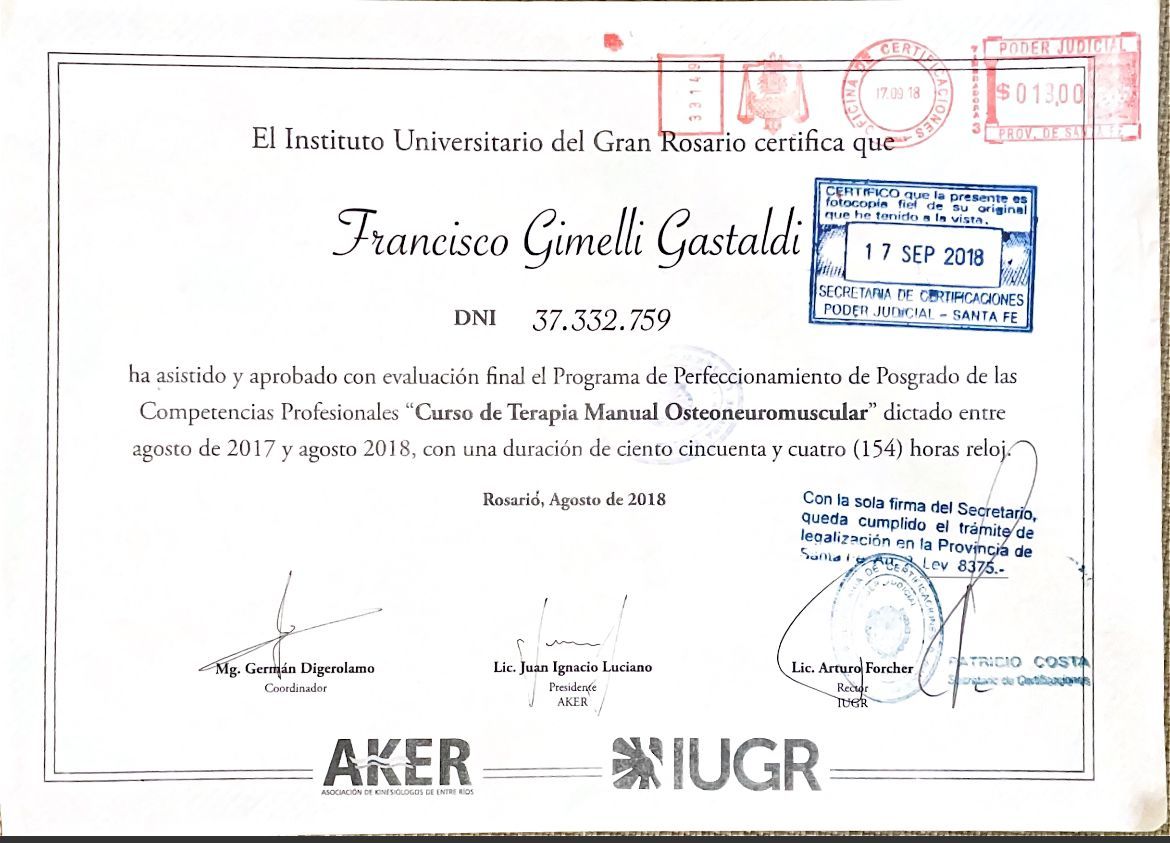 33149
OFICINA DE CERTIFICACIONES
17.09 18
PODER JUDICIAL
$013,00
PROV. DE SANTA FE
El Instituto Universitario del Gran Rosario certifica que
Francisco Gimelli Gastaldi
CERTIFICO que la presente es
fotocopia fiel de su original
que he tenido a la vista.
17 SEP 2018
SECRETARIA DE CERTIFICACIONES
PODER JUDICIAL - SANTA FE
DNI 37.332.759
ha asistido y aprobado con evaluación final el Programa de Perfeccionamiento de Posgrado de las
Competencias Profesionales “Curso de Terapia Manual Osteoneuromuscular” dictado entre
agosto de 2017 y agosto 2018, con una duración de ciento cincuenta y cuatro (154) horas reloj.
Rosario, Agosto de 2018
Con la sola firma del Secretario,
queda cumplido el trámite de
legalización en la Provincia de
Santa Fe Ley 8375.-
Mg. Germán Digerolamo
Coordinador
Lic. Juan Ignacio Luciano
Presidente
AKER
Lic. Arturo Forcher
Rector
IUGR
PATRICIO COSTA
Secretario de Certificaciones
AKER
ASOCIACIÓN DE KINESIÓLOGOS DE ENTRE RÍOS
IUGR